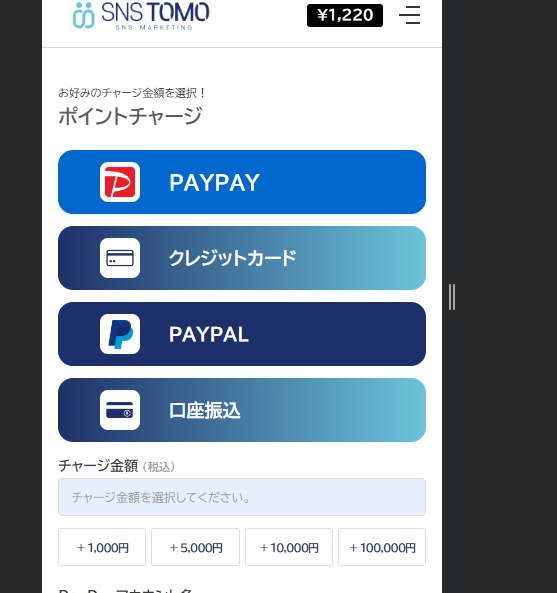 SNS TOMO
SNS MARKETING
¥1,220
お好みのチャージ金額を選択！
ポイントチャージ
PAYPAY
クレジットカード
PAYPAL
口座振込
チャージ金額（税込）
チャージ金額を選択してください。
＋1,000円
＋5,000円
＋10,000円
＋100,000円